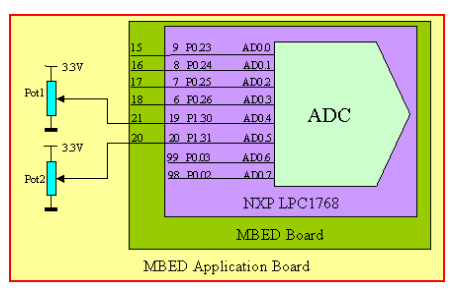 15 9 P0.23 AD0.0
16 8 P0.24 AD0.1
3.3V 17 7 P0.25 AD0.2
Pot1 18 6 P0.26 AD0.3
21 19 P1.30 AD0.4
ADC
20 20 P1.31 AD0.5
3.3V 99 P0.03 AD0.6
Pot2 98 P0.02 AD0.7
NXP LPC1768
MBED Board
MBED Application Board